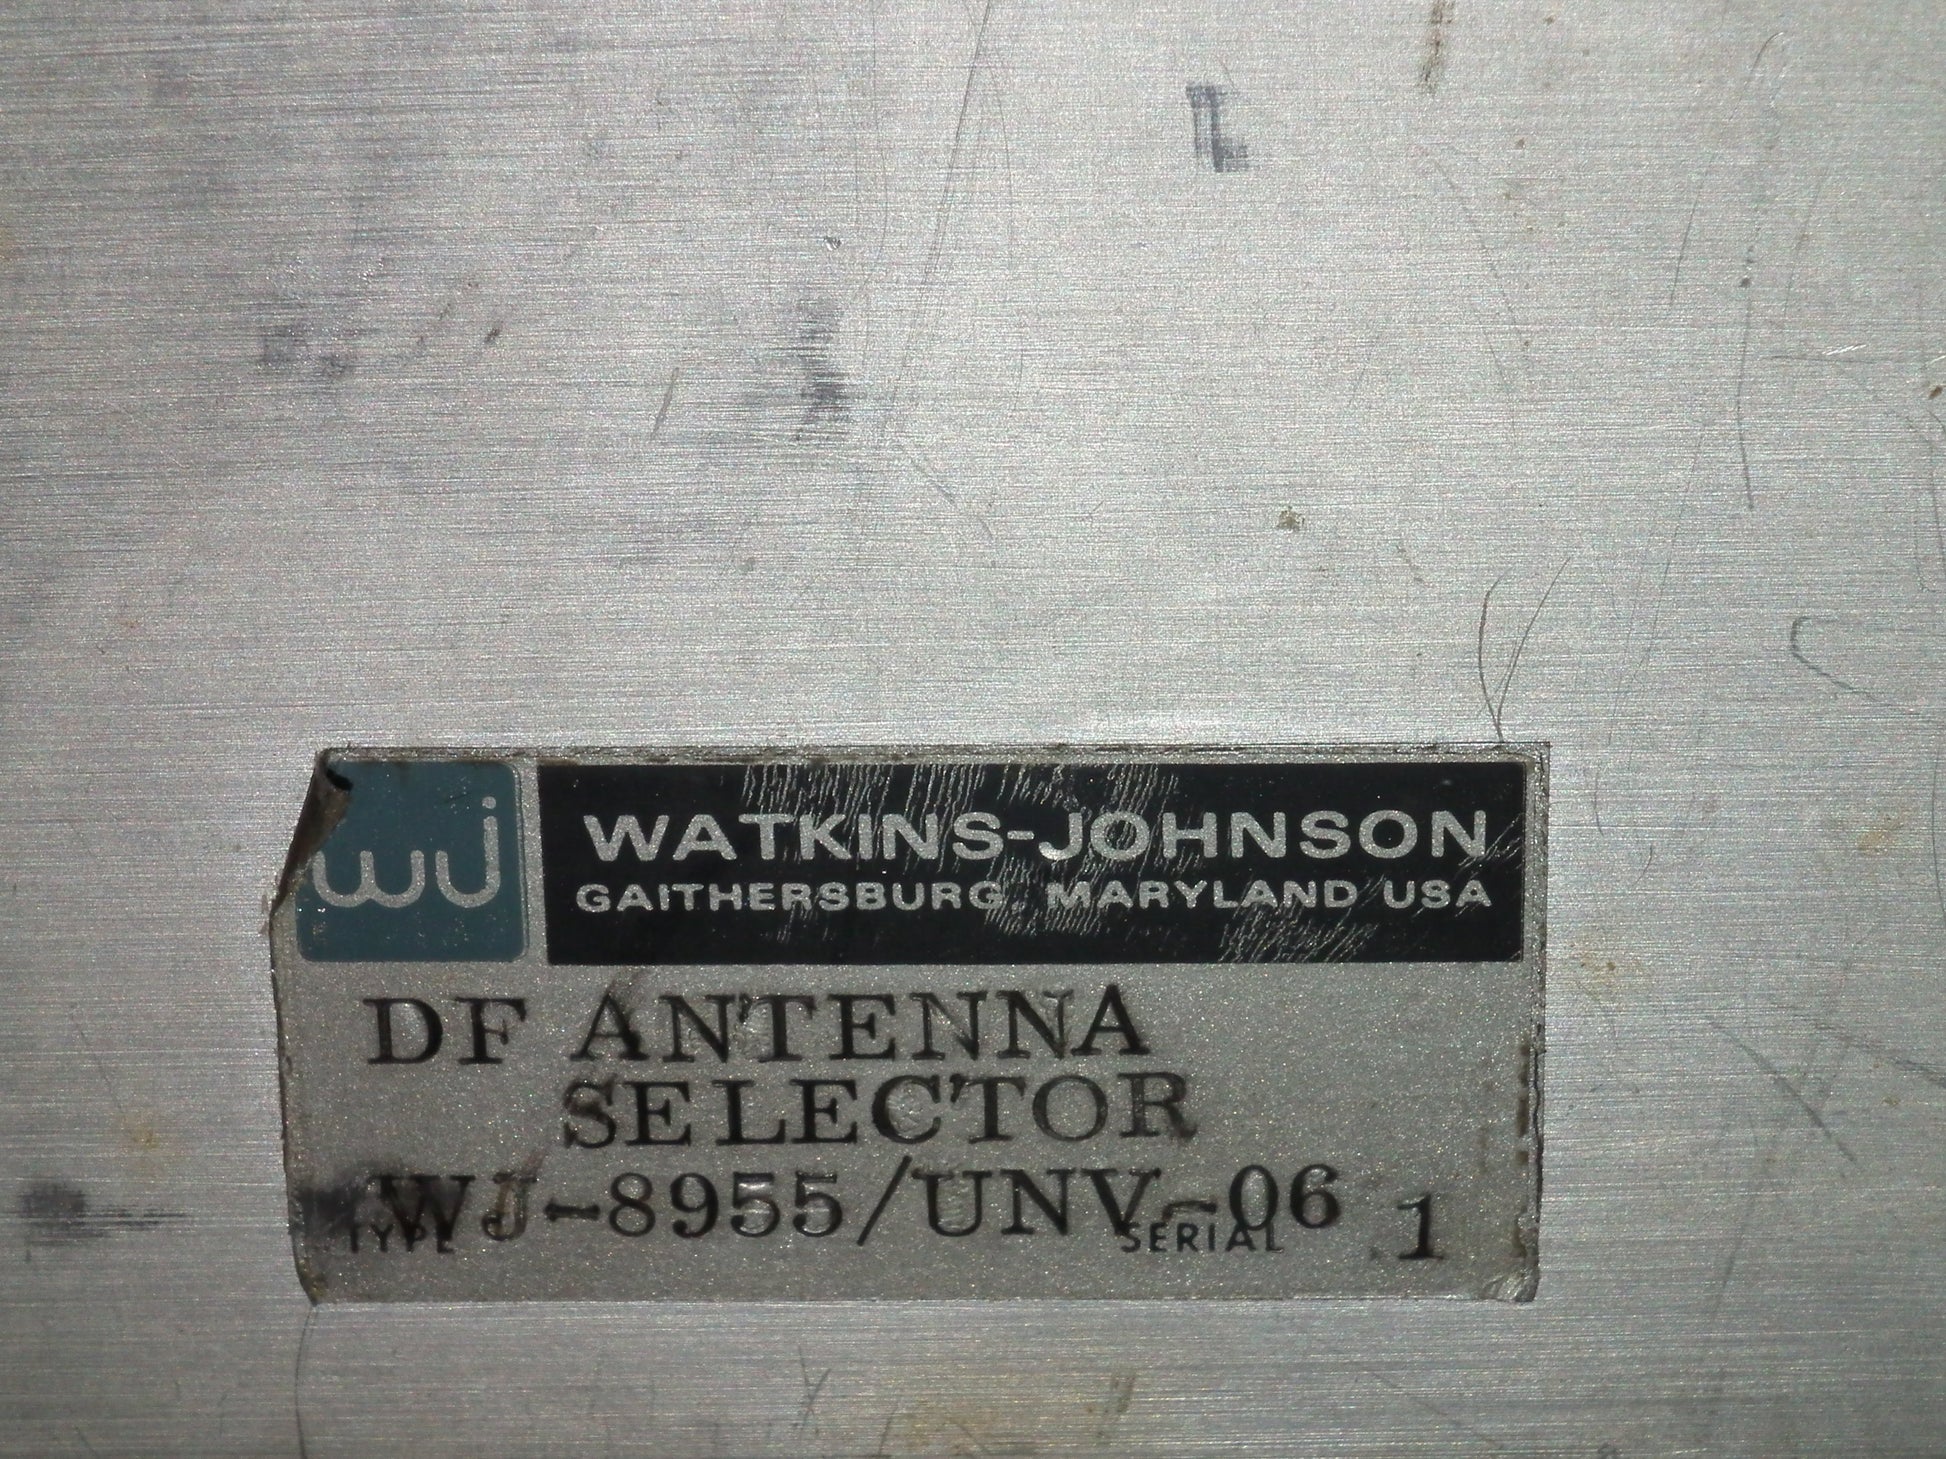 wj WATKINS-JOHNSON
GAITHERSBURG, MARYLAND USA
DF ANTENNA
SELECTOR
TYPE WJ-8955/UNV-06 SERIAL 1